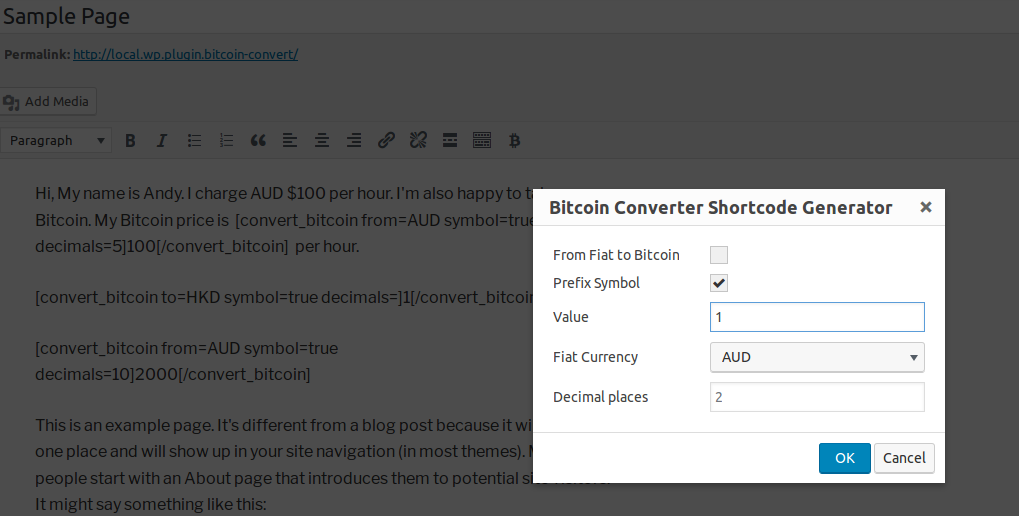 Sample Page
Permalink: http://local.wp.plugin.bitcoin-convert/
Add Media
Paragraph
Hi, My name is Andy. I charge AUD $100 per hour. I'm also happy to
Bitcoin. My Bitcoin price is [convert_bitcoin from=AUD symbol=true
decimals=5]100[/convert_bitcoin] per hour.
[convert_bitcoin to=HKD symbol=true decimals=]1[/convert_bitcoin
[convert_bitcoin from=AUD symbol=true
decimals=10]2000[/convert_bitcoin]
This is an example page. It's different from a blog post because it
one place and will show up in your site navigation (in most themes).
people start with an About page that introduces them to potential
It might say something like this:
Bitcoin Converter Shortcode Generator
From Fiat to Bitcoin
Prefix Symbol
Value 1
Fiat Currency AUD
Decimal places 2
OK Cancel